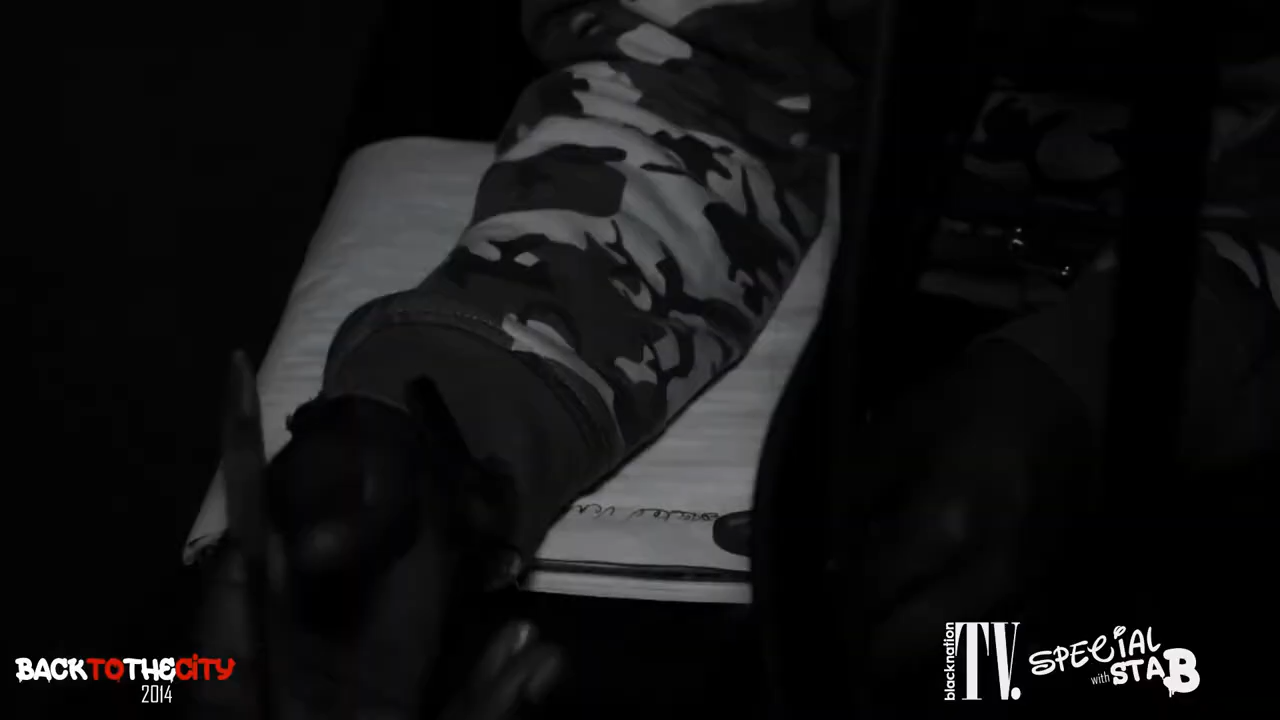 BACKTOTHECITY
2014
blacknation
TV.
SPECIAL
with STAB